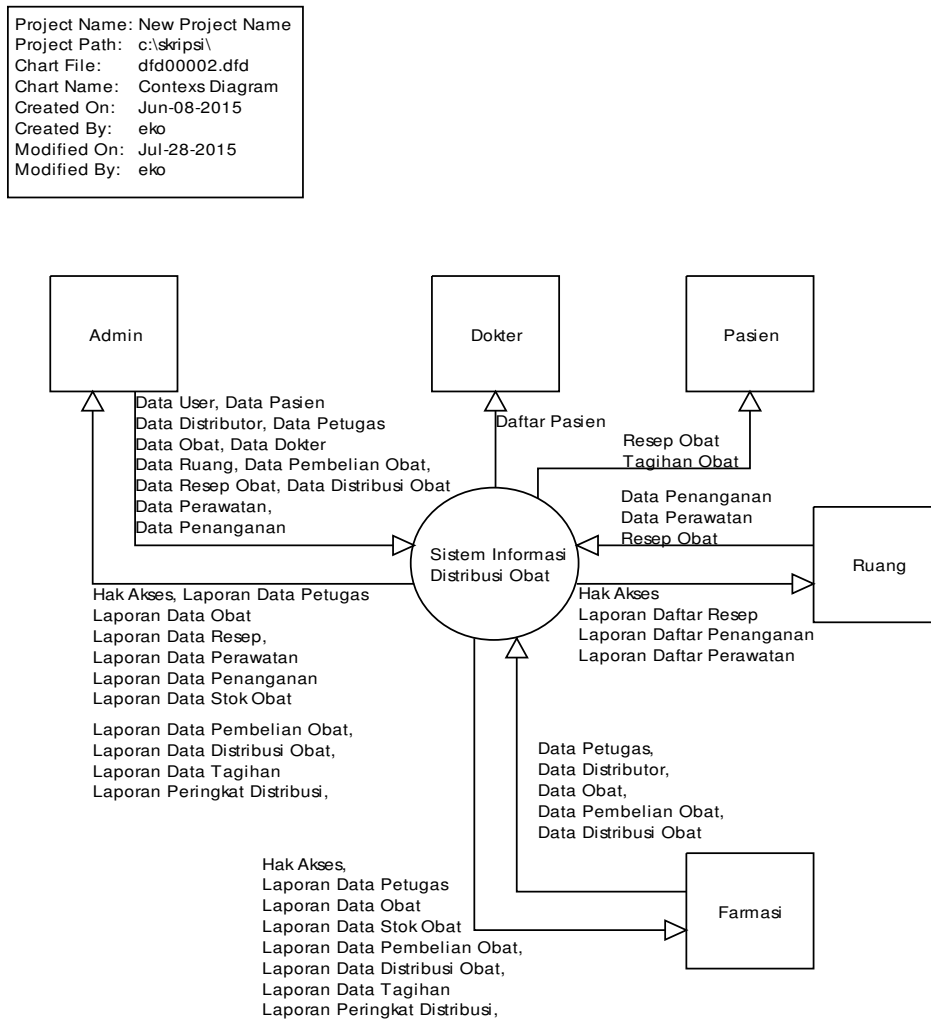 Project Name: New Project Name
Project Path: c:\skripsi\
Chart File: dfd00002.dfd
Chart Name: Contexs Diagram
Created On: Jun-08-2015
Created By: eko
Modified On: Jul-28-2015
Modified By: eko
Admin
Dokter
Pasien
Data User, Data Pasien
Data Distributor, Data Petugas
Data Obat, Data Dokter
Data Ruang, Data Pembelian Obat,
Data Resep Obat, Data Distribusi Obat
Data Perawatan,
Data Penanganan
Daftar Pasien
Resep Obat
Tagihan Obat
Data Penanganan
Data Perawatan
Resep Obat
Sistem Informasi
Distribusi Obat
Ruang
Hak Akses, Laporan Data Petugas
Laporan Data Obat
Laporan Data Resep,
Laporan Data Perawatan
Laporan Data Penanganan
Laporan Data Stok Obat
Laporan Data Pembelian Obat,
Laporan Data Distribusi Obat,
Laporan Data Tagihan
Laporan Peringkat Distribusi,
Hak Akses
Laporan Daftar Resep
Laporan Daftar Penanganan
Laporan Daftar Perawatan
Data Petugas,
Data Distributor,
Data Obat,
Data Pembelian Obat,
Data Distribusi Obat
Hak Akses,
Laporan Data Petugas
Laporan Data Obat
Laporan Data Stok Obat
Laporan Data Pembelian Obat,
Laporan Data Distribusi Obat,
Laporan Data Tagihan
Laporan Peringkat Distribusi,
Farmasi